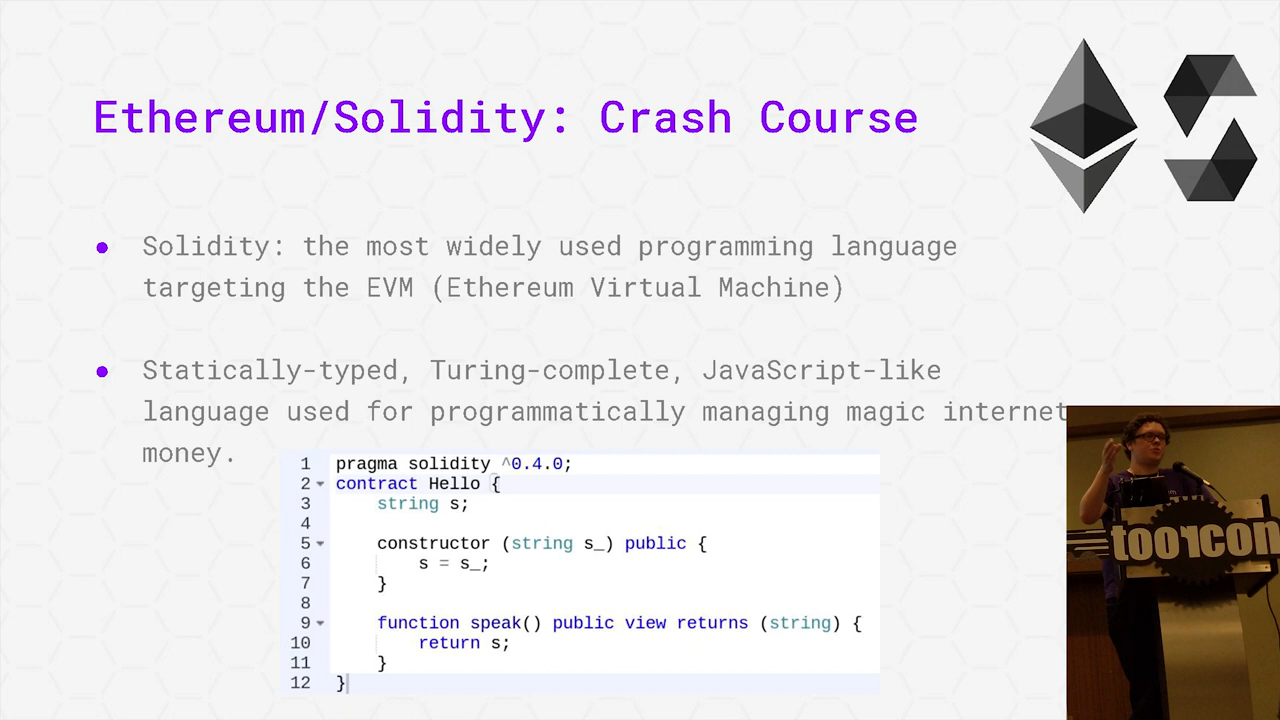 Ethereum/Solidity: Crash Course
● Solidity: the most widely used programming language
targeting the EVM (Ethereum Virtual Machine)
● Statically-typed, Turing-complete, JavaScript-like
language used for programmatically managing magic internet
money.
1 pragma solidity ^0.4.0;
2 contract Hello {
3 string s;
4
5 constructor (string s_) public {
6 s = s_;
7 }
8
9 function speak() public view returns (string) {
10 return s;
11 }
12 }
toorcon